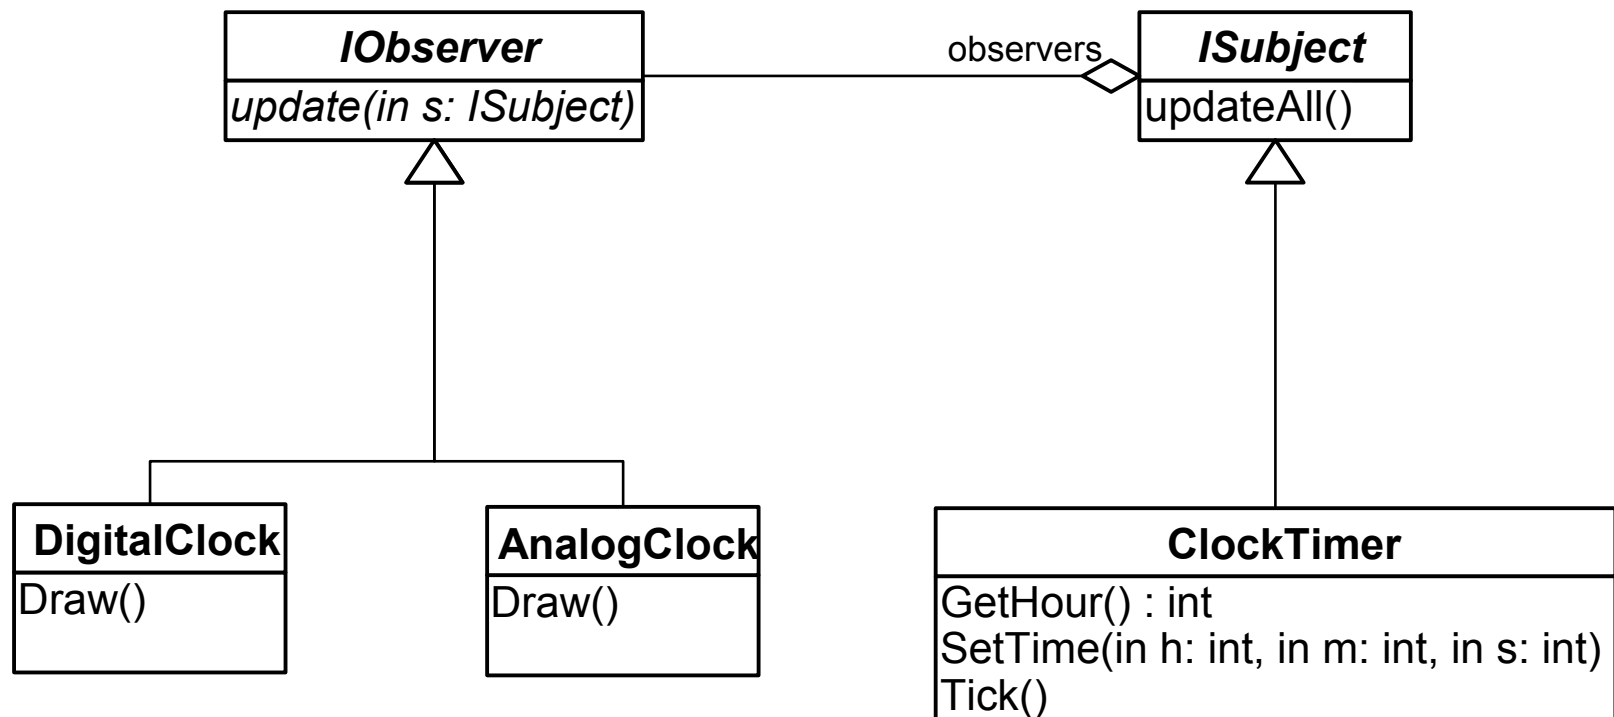 IObserver
update(in s: ISubject)
observers
ISubject
updateAll()
DigitalClock
Draw()
AnalogClock
Draw()
ClockTimer
GetHour() : int
SetTime(in h: int, in m: int, in s: int)
Tick()